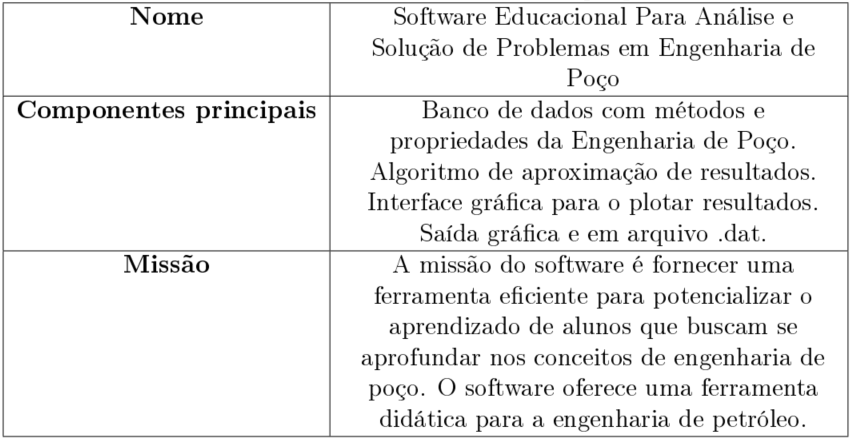 Nome
Software Educacional Para Análise e
Solução de Problemas em Engenharia de
Poço
Componentes principais
Banco de dados com métodos e
propriedades da Engenharia de Poço.
Algoritmo de aproximação de resultados.
Interface gráfica para o plotar resultados.
Saída gráfica e em arquivo .dat.
Missão
A missão do software é fornecer uma
ferramenta eficiente para potencializar o
aprendizado de alunos que buscam se
aprofundar nos conceitos de engenharia de
poço. O software oferece uma ferramenta
didática para a engenharia de petróleo.